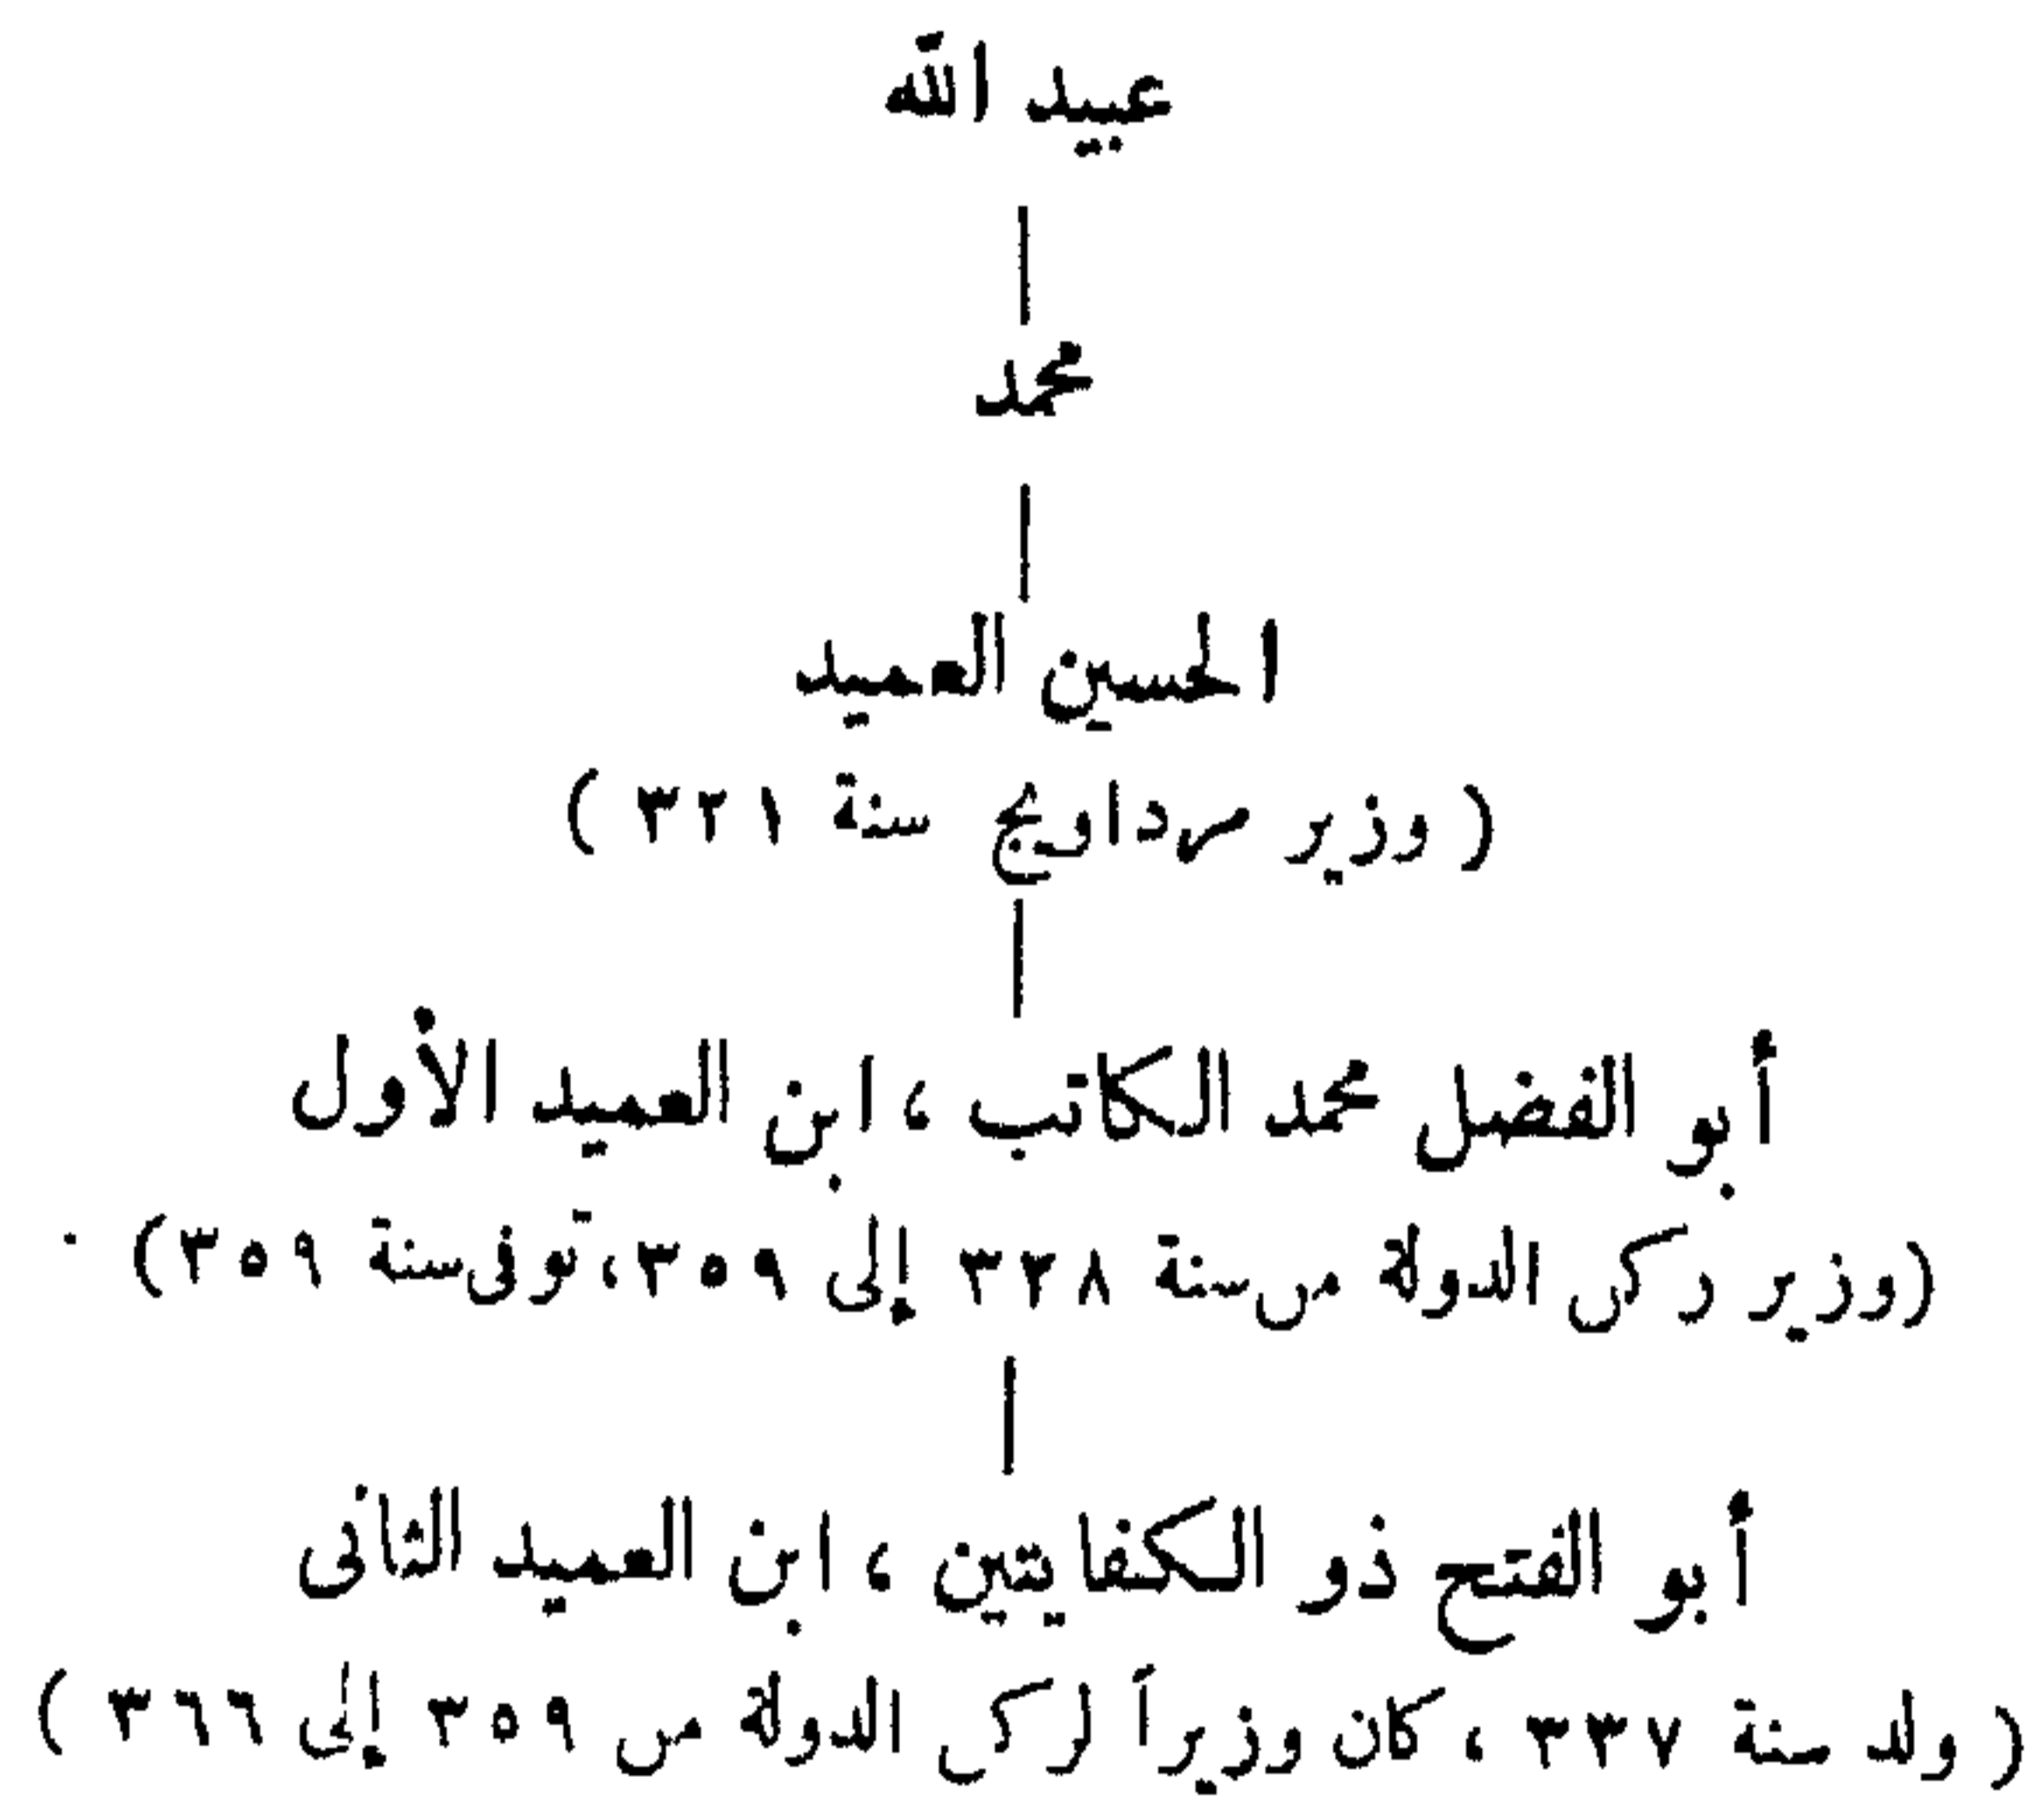 عبيد الله
محمد
الحسين العميد
( وزير مرداويج سنة ٣٢١ )
أبو الفضل محمد الكاتب ، ابن العميد الأول
(وزير ركن الدولة من سنة ٣٢٨ إلى ٣٥٩، توفى سنة ٣٥٩) .
أبو الفتح ذو الكفايتين ، ابن العميد الثانى
( ولد سنة ٣٣٧ ، كان وزيراً لركن الدولة من ٣٥٩ إلى ٣٦٦ )